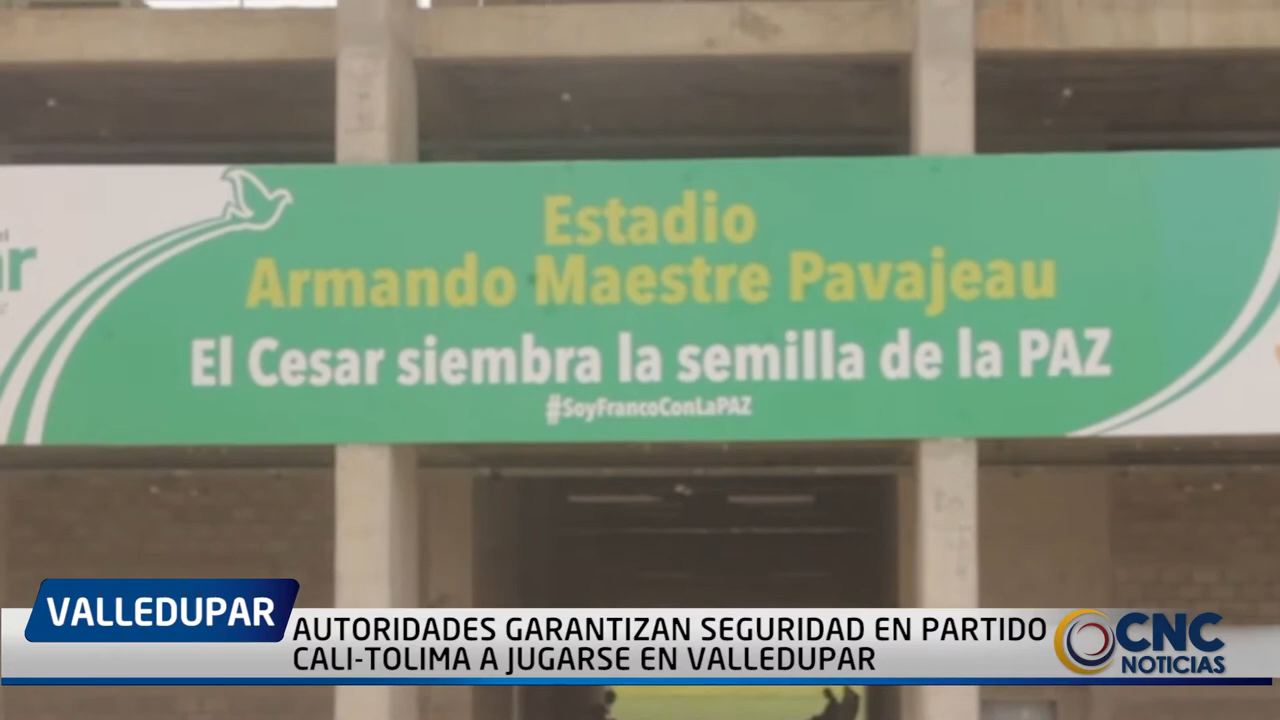 Estadio
Armando Maestre Pavajeau
El Cesar siembra la semilla de la PAZ
#SoyFrancoConLaPAZ
VALLEDUPAR
AUTORIDADES GARANTIZAN SEGURIDAD EN PARTIDO
CALI-TOLIMA A JUGARSE EN VALLEDUPAR
CNC
NOTICIAS